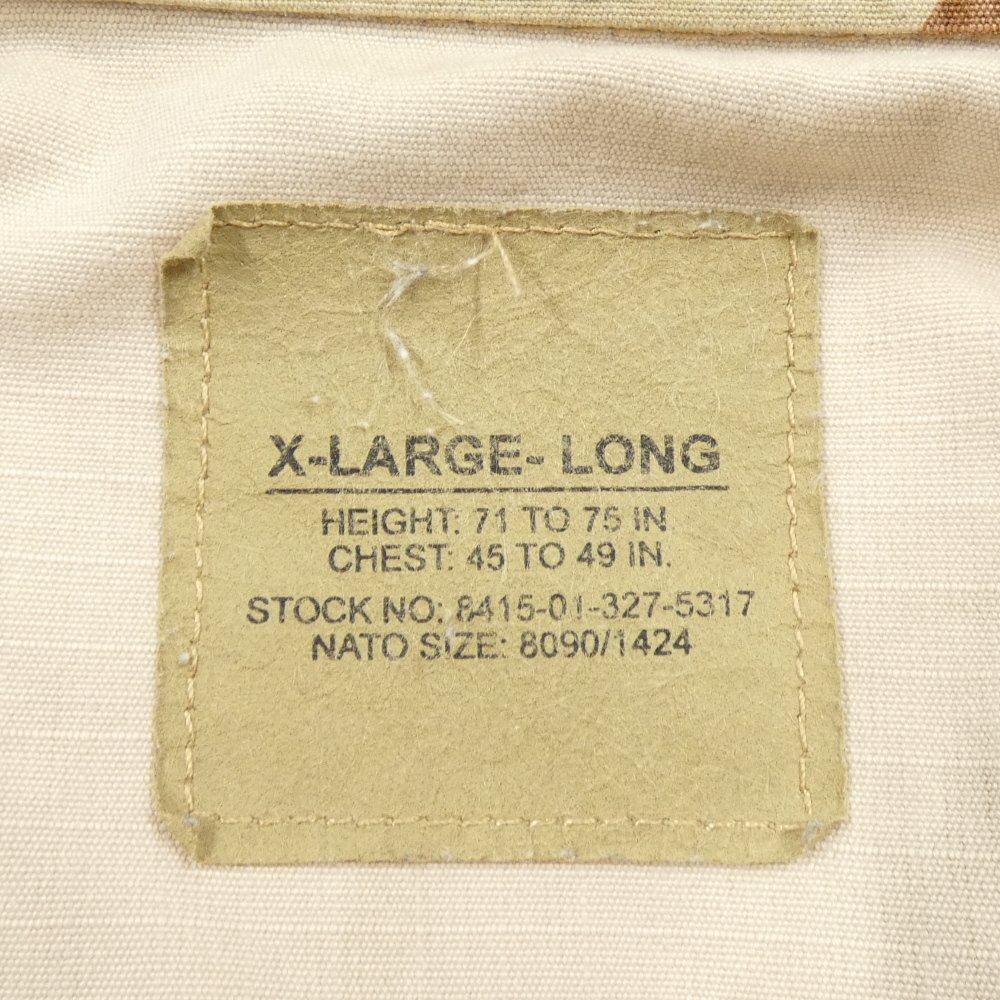 X-LARGE- LONG
HEIGHT: 71 TO 75 IN.
CHEST: 45 TO 49 IN.
STOCK NO: 8415-01-327-5317
NATO SIZE: 8090/1424